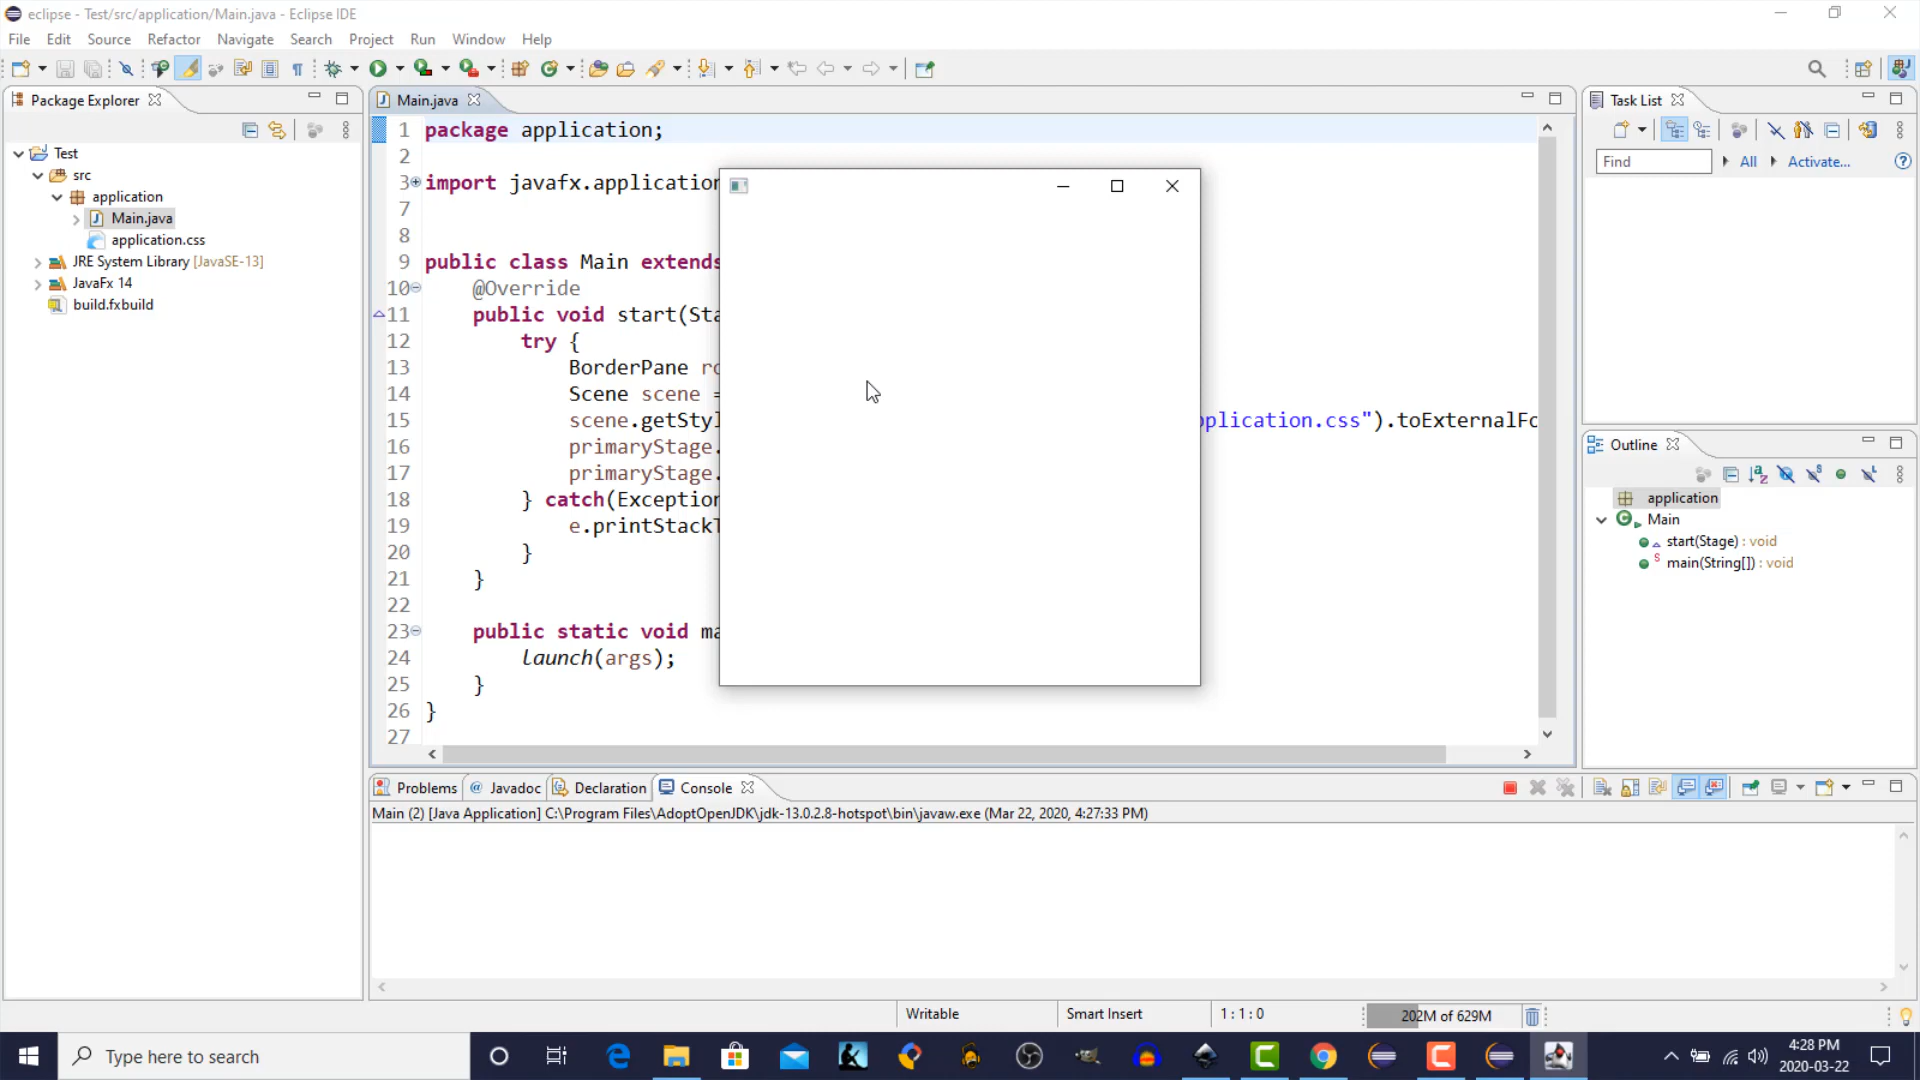 eclipse - Test/src/application/Main.java - Eclipse IDE
File Edit Source Refactor Navigate Search Project Run Window Help
Package Explorer
Test
src
application
Main.java
application.css
JRE System Library [JavaSE-13]
JavaFx 14
build.fxbuild
Main.java
1 package application;
2
3 import javafx.application
7
8
9 public class Main extends
10 @Override
11 public void start(Sta
12 try {
13 BorderPane ro
14 Scene scene =
15 scene.getStyl pplication.css").toExternalFo
16 primaryStage.
17 primaryStage.
18 } catch(Exception
19 e.printStackT
20 }
21 }
22
23 public static void ma
24 launch(args);
25 }
26 }
27
Task List
Find All Activate...
Outline
application
Main
start(Stage) : void
main(String[]) : void
Problems @ Javadoc Declaration Console
Main (2) [Java Application] C:\Program Files\AdoptOpenJDK\jdk-13.0.2.8-hotspot\bin\javaw.exe (Mar 22, 2020, 4:27:33 PM)
Writable Smart Insert 1 : 1 : 0 202M of 629M
Type here to search
4:28 PM
2020-03-22